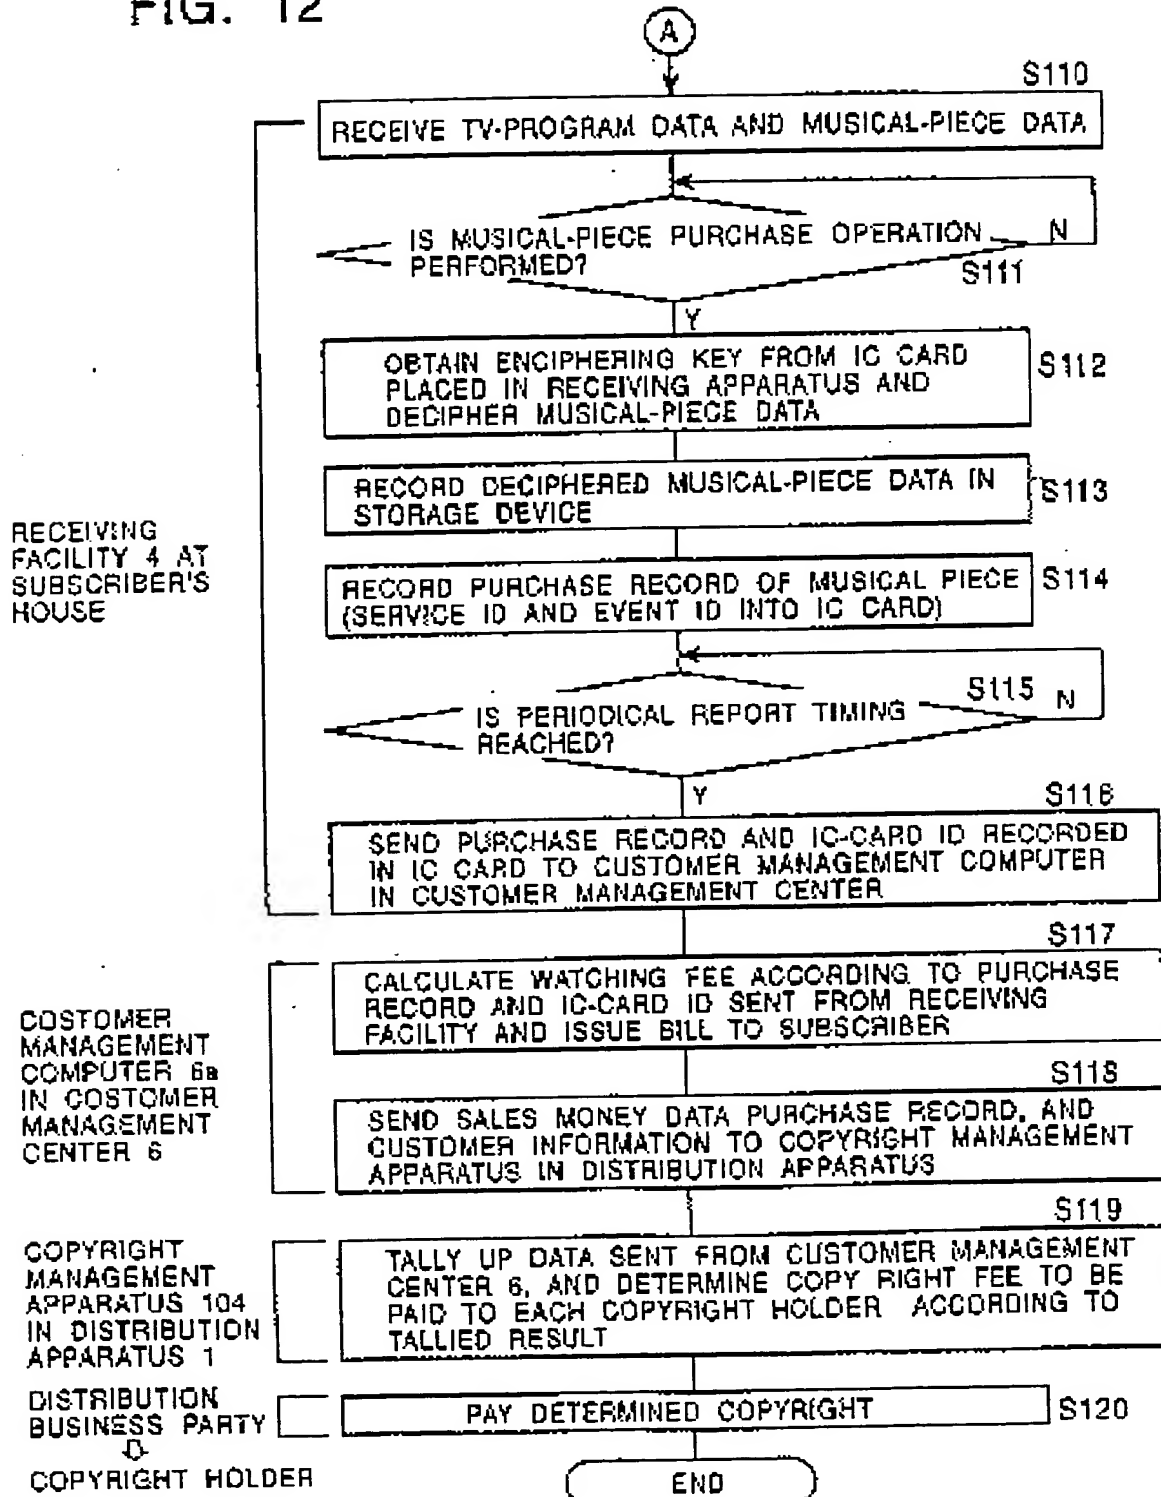 FIG. 12
A
S110
RECEIVE TV-PROGRAM DATA AND MUSICAL-PIECE DATA
IS MUSICAL-PIECE PURCHASE OPERATION
PERFORMED?
N
S111
Y
OBTAIN ENCIPHERING KEY FROM IC CARD
PLACED IN RECEIVING APPARATUS AND
DECIPHER MUSICAL-PIECE DATA
S112
RECORD DECIPHERED MUSICAL-PIECE DATA IN
STORAGE DEVICE
S113
RECEIVING
FACILITY 4 AT
SUBSCRIBER'S
HOUSE
RECORD PURCHASE RECORD OF MUSICAL PIECE
(SERVICE ID AND EVENT ID INTO IC CARD)
S114
IS PERIODICAL REPORT TIMING
REACHED?
S115
N
Y
S116
SEND PURCHASE RECORD AND IC-CARD ID RECORDED
IN IC CARD TO CUSTOMER MANAGEMENT COMPUTER
IN CUSTOMER MANAGEMENT CENTER
S117
CALCULATE WATCHING FEE ACCORDING TO PURCHASE
RECORD AND IC-CARD ID SENT FROM RECEIVING
FACILITY AND ISSUE BILL TO SUBSCRIBER
COSTOMER
MANAGEMENT
COMPUTER 6a
IN COSTOMER
MANAGEMENT
CENTER 6
S118
SEND SALES MONEY DATA PURCHASE RECORD, AND
CUSTOMER INFORMATION TO COPYRIGHT MANAGEMENT
APPARATUS IN DISTRIBUTION APPARATUS
S119
COPYRIGHT
MANAGEMENT
APPARATUS 104
IN DISTRIBUTION
APPARATUS 1
TALLY UP DATA SENT FROM CUSTOMER MANAGEMENT
CENTER 6, AND DETERMINE COPY RIGHT FEE TO BE
PAID TO EACH COPYRIGHT HOLDER ACCORDING TO
TALLIED RESULT
DISTRIBUTION
BUSINESS PARTY
COPYRIGHT HOLDER
PAY DETERMINED COPYRIGHT
S120
END